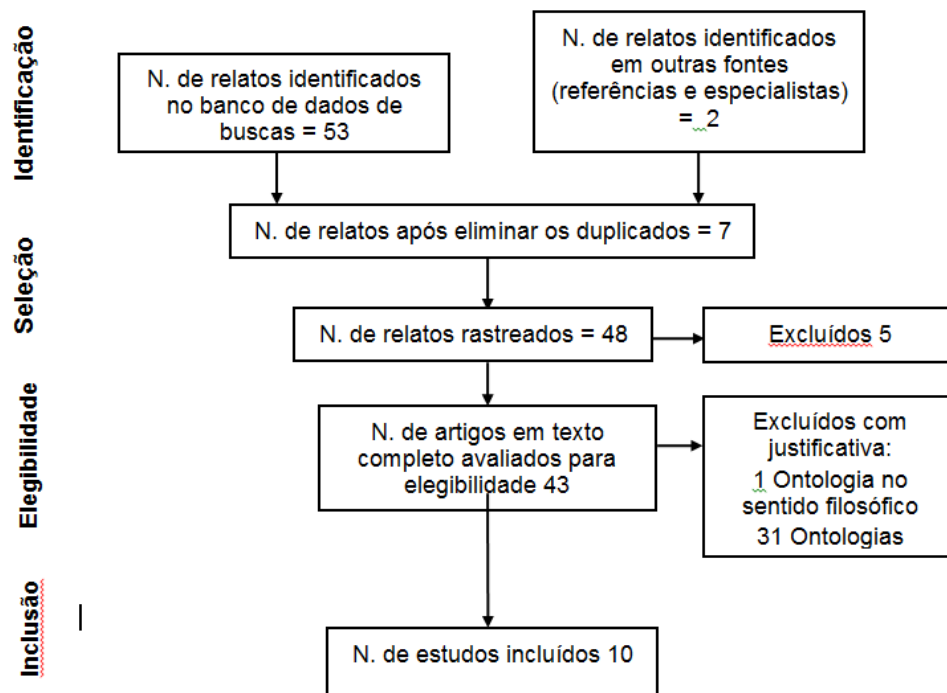 Identificação
N. de relatos identificados
no banco de dados de
buscas = 53
N. de relatos identificados
em outras fontes
(referências e especialistas)
= 2
N. de relatos após eliminar os duplicados = 7
Seleção
N. de relatos rastreados = 48
Excluídos 5
Elegibilidade
N. de artigos em texto
completo avaliados para
elegibilidade 43
Excluídos com
justificativa:
1 Ontologia no
sentido filosófico
31 Ontologias
Inclusão
N. de estudos incluídos 10